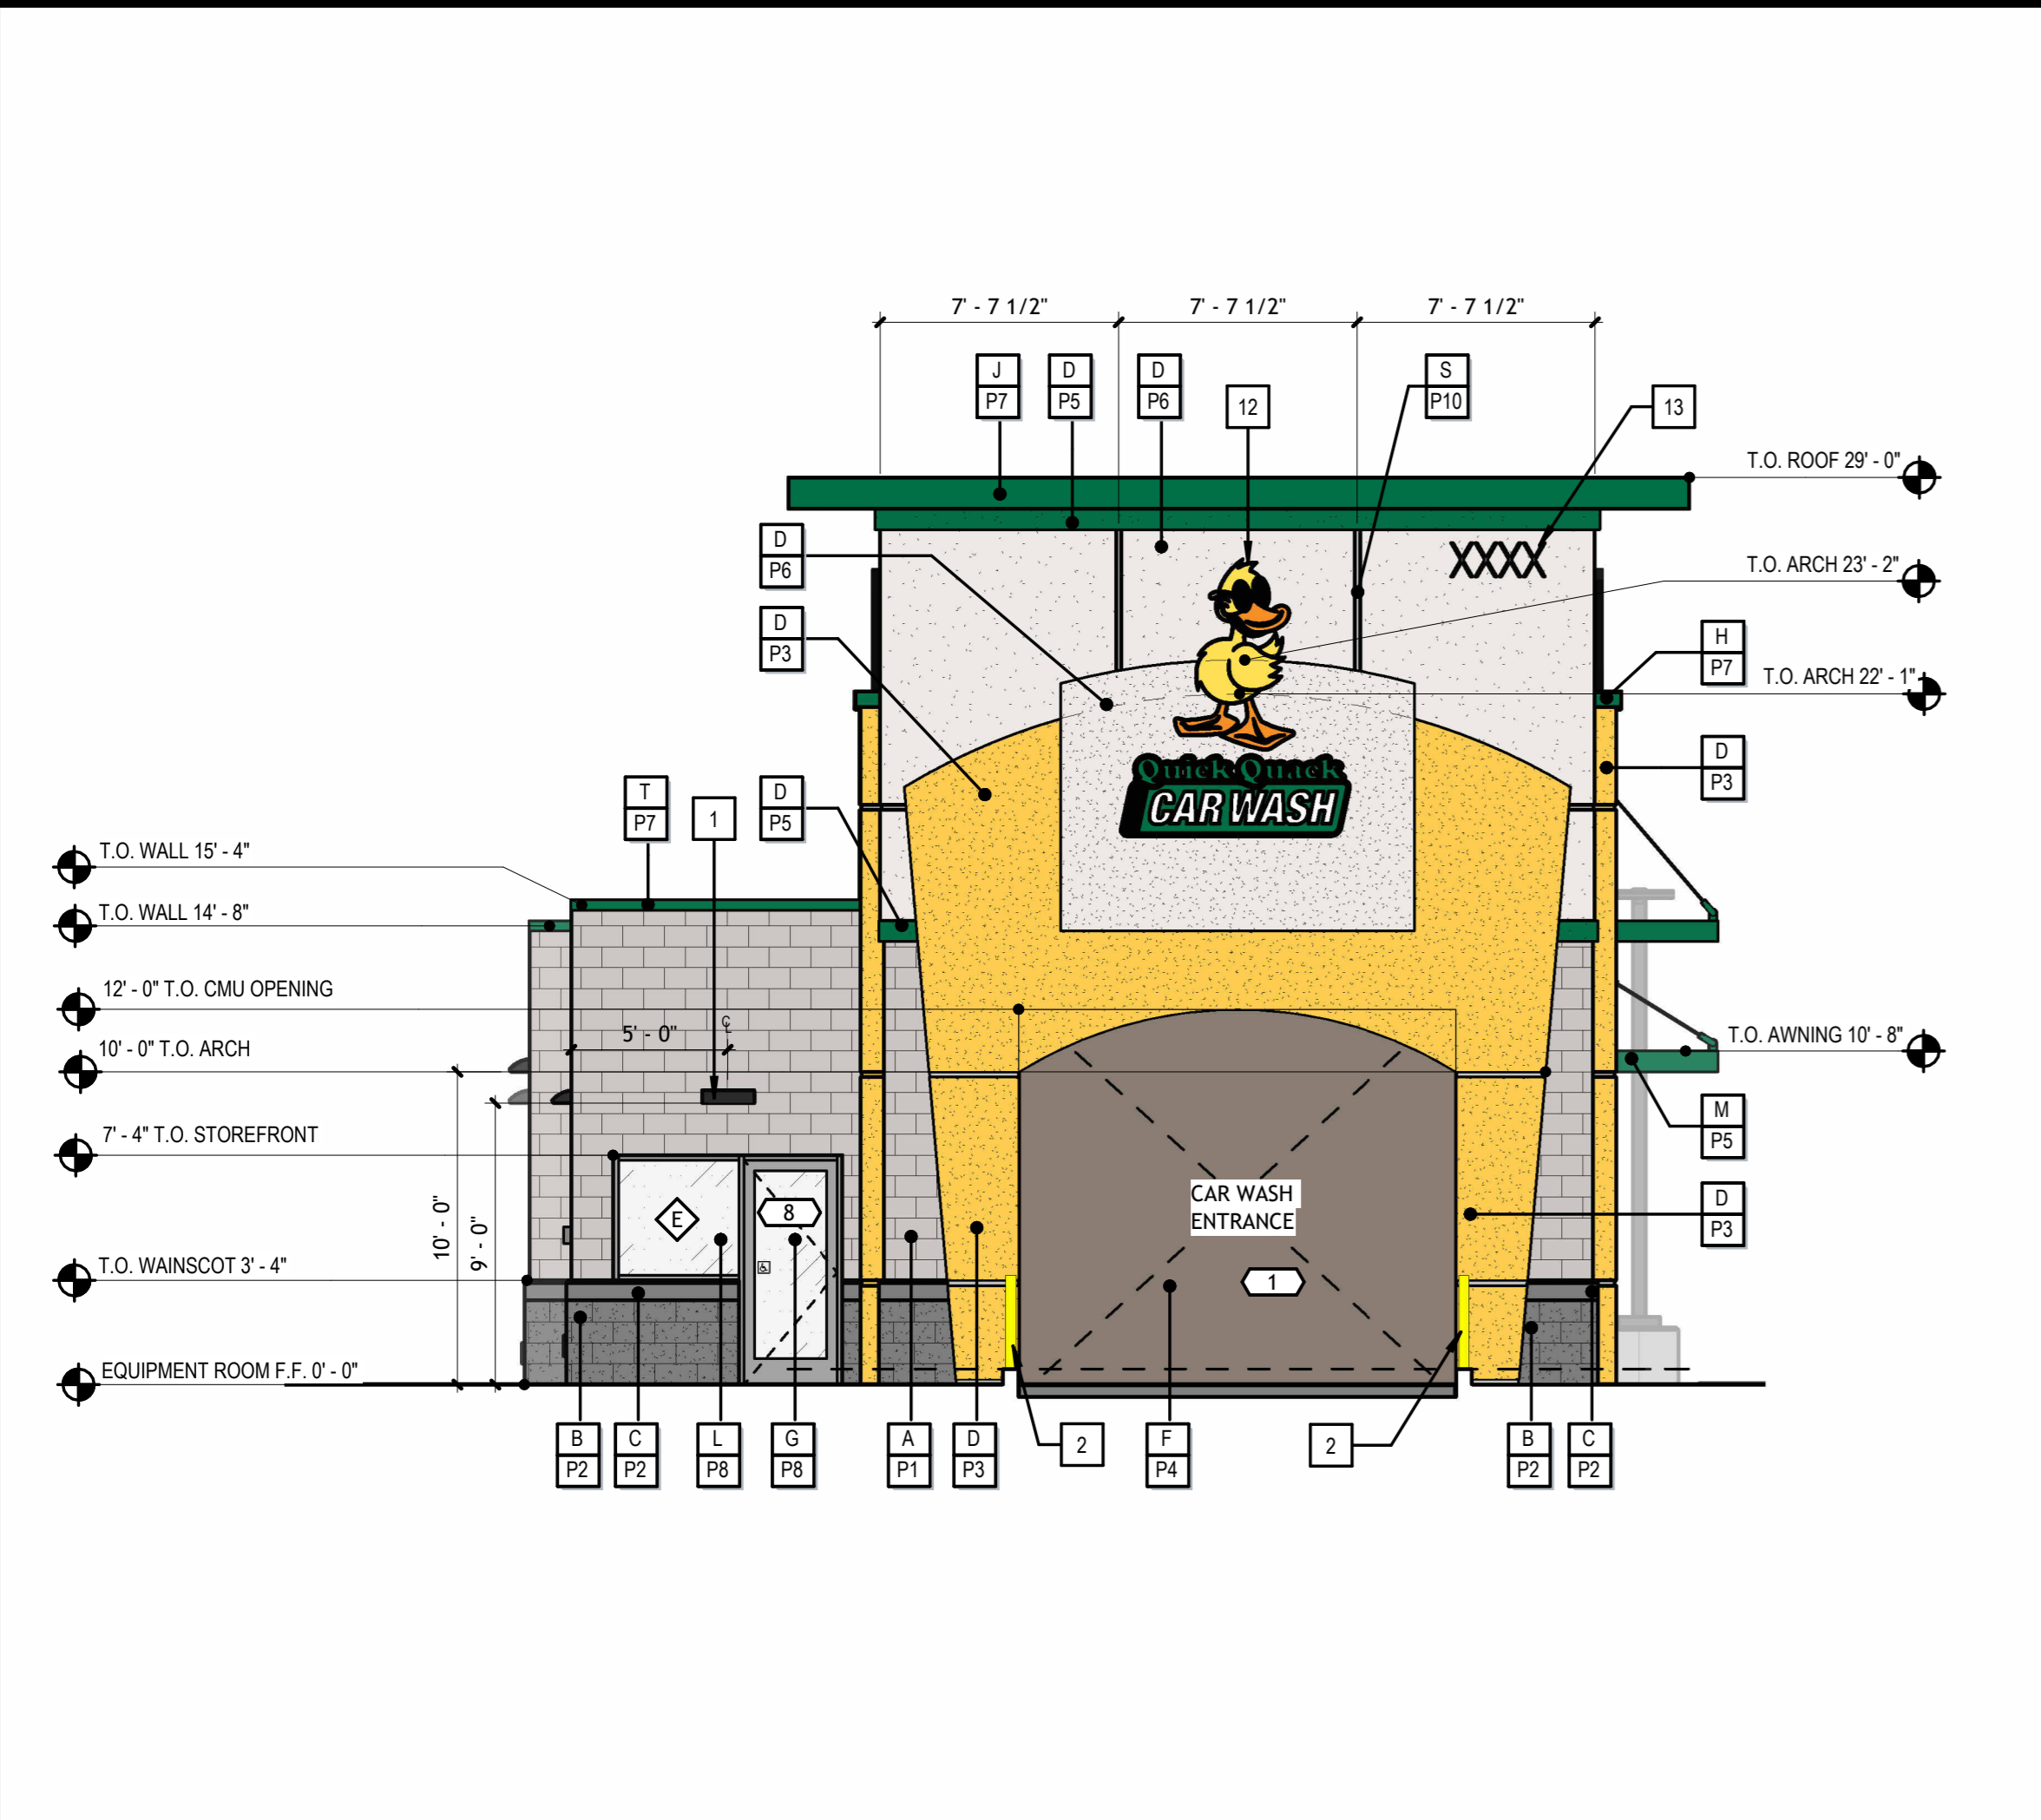 7' - 7 1/2" 7' - 7 1/2" 7' - 7 1/2"
J
P7
D
P5
D
P6
12
S
P10
13
T.O. ROOF 29' - 0"
D
P6
T.O. ARCH 23' - 2"
D
P3
H
P7
T.O. ARCH 22' - 1"
D
P3
Quick Quack
CAR WASH
T
P7
1
D
P5
T.O. WALL 15' - 4"
T.O. WALL 14' - 8"
12' - 0" T.O. CMU OPENING
5' - 0"
℄
T.O. AWNING 10' - 8"
10' - 0" T.O. ARCH
M
P5
7' - 4" T.O. STOREFRONT
CAR WASH
ENTRANCE
D
P3
E
8
10' - 0"
9' - 0"
T.O. WAINSCOT 3' - 4"
1
EQUIPMENT ROOM F.F. 0' - 0"
B
P2
C
P2
L
P8
G
P8
A
P1
D
P3
2
F
P4
2
B
P2
C
P2